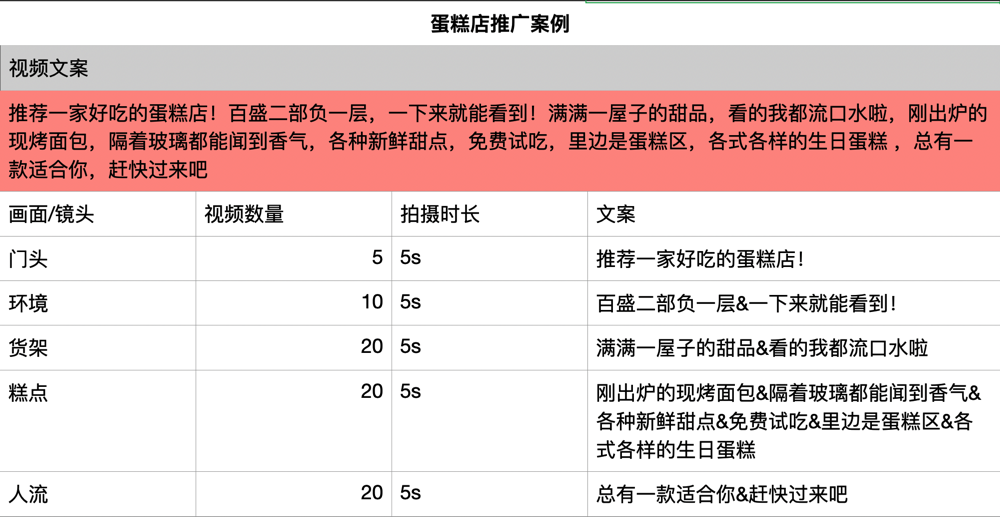 蛋糕店推广案例
视频文案
推荐一家好吃的蛋糕店！百盛二部负一层，一下来就能看到！满满一屋子的甜品，看的我都流口水啦，刚出炉的
现烤面包，隔着玻璃都能闻到香气，各种新鲜甜点，免费试吃，里边是蛋糕区，各式各样的生日蛋糕 ，总有一
款适合你，赶快过来吧
画面/镜头 视频数量 拍摄时长 文案
门头 5 5s 推荐一家好吃的蛋糕店！
环境 10 5s 百盛二部负一层&一下来就能看到！
货架 20 5s 满满一屋子的甜品&看的我都流口水啦
糕点 20 5s 刚出炉的现烤面包&隔着玻璃都能闻到香气&
各种新鲜甜点&免费试吃&里边是蛋糕区&各
式各样的生日蛋糕
人流 20 5s 总有一款适合你&赶快过来吧